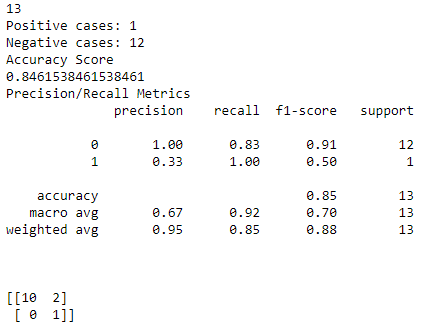 13
Positive cases: 1
Negative cases: 12
Accuracy Score
0.8461538461538461
Precision/Recall Metrics
              precision    recall  f1-score   support

           0       1.00      0.83      0.91        12
           1       0.33      1.00      0.50         1

    accuracy                           0.85        13
   macro avg       0.67      0.92      0.70        13
weighted avg       0.95      0.85      0.88        13

[[10  2]
 [ 0  1]]